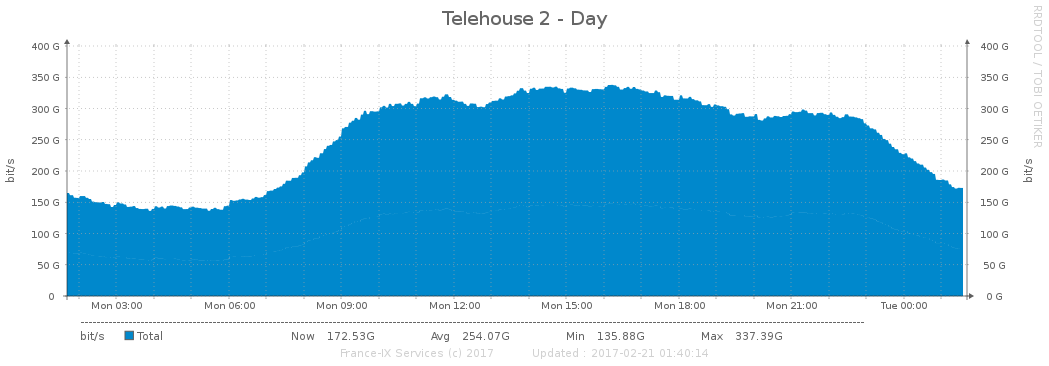 Telehouse 2 - Day
RRDTOOL / TOBI OETIKER
400 G 400 G
350 G 350 G
300 G 300 G
250 G 250 G
200 G 200 G
150 G 150 G
100 G 100 G
50 G 50 G
0 0 G
bit/s bit/s
Mon 03:00 Mon 06:00 Mon 09:00 Mon 12:00 Mon 15:00 Mon 18:00 Mon 21:00 Tue 00:00
bit/s Total Now 172.53G Avg 254.07G Min 135.88G Max 337.39G
France-IX Services (c) 2017 Updated : 2017-02-21 01:40:14